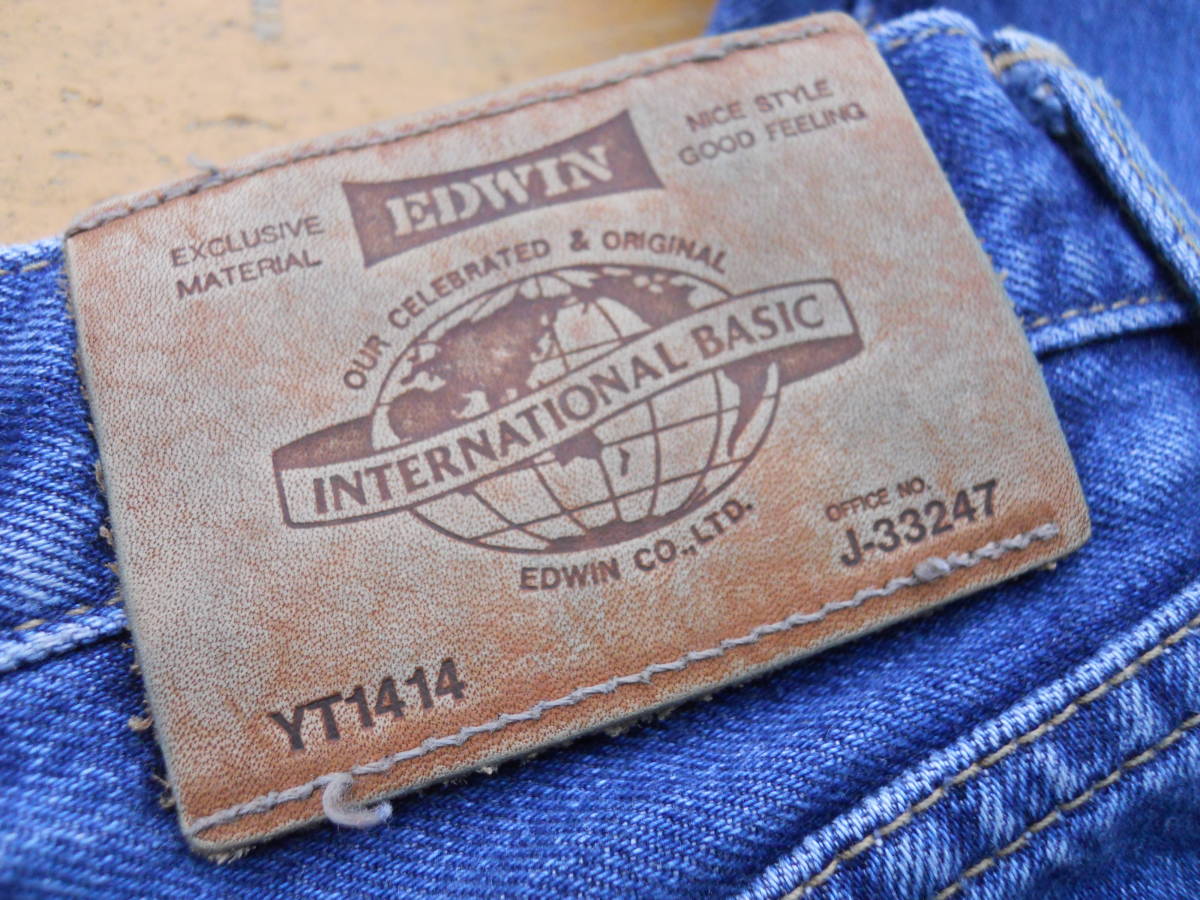 EDWIN
NICE STYLE
GOOD FEELING
EXCLUSIVE
MATERIAL
OUR CELEBRATED & ORIGINAL
INTERNATIONAL BASIC
EDWIN CO.,LTD.
OFFICE NO.
J-33247
YT1414